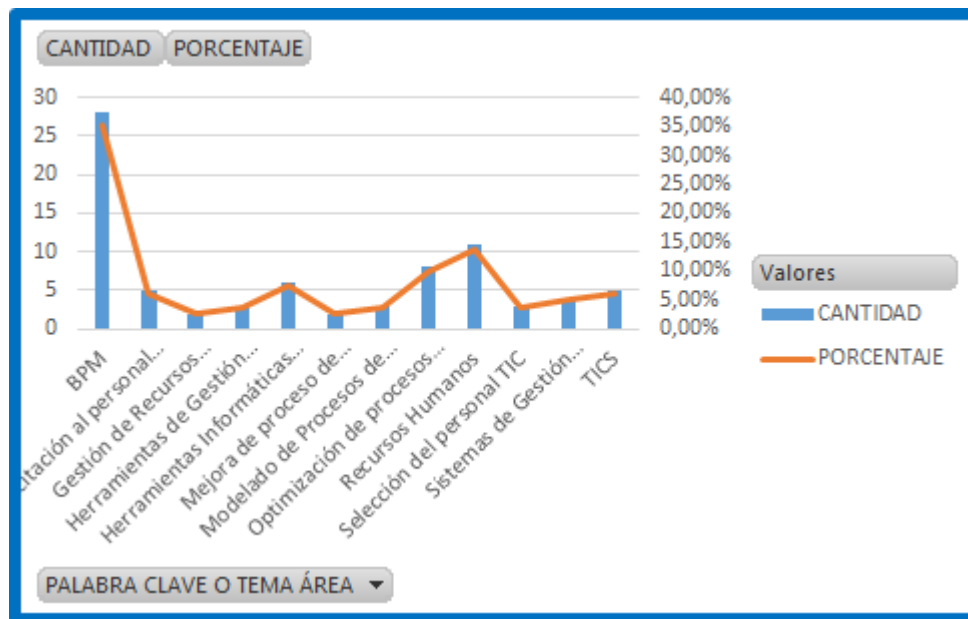 CANTIDAD PORCENTAJE
30
25
20
15
10
5
0
40,00%
35,00%
30,00%
25,00%
20,00%
15,00%
10,00%
5,00%
0,00%
BPM
itación al personal...
Gestión de Recursos...
Herramientas de Gestión...
Herramientas Informáticas...
Mejora de proceso de...
Modelado de Procesos de...
Optimización de procesos...
Recursos Humanos
Selección del personal TIC
Sistemas de Gestión...
TICS
Valores
CANTIDAD
PORCENTAJE
PALABRA CLAVE O TEMA ÁREA